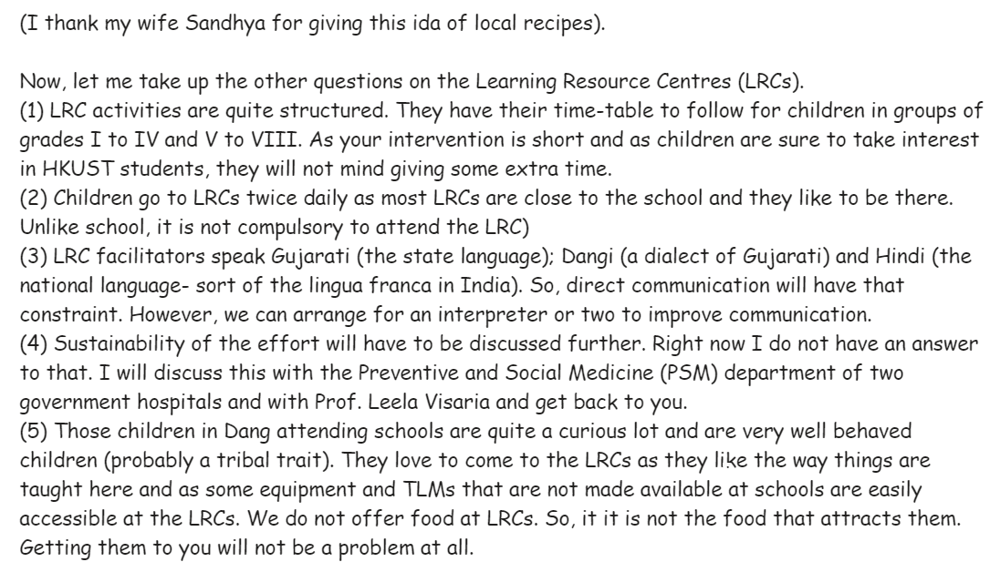 (I thank my wife Sandhya for giving this ida of local recipes).
Now, let me take up the other questions on the Learning Resource Centres (LRCs).
(1) LRC activities are quite structured. They have their time-table to follow for children in groups of
grades I to IV and V to VIII. As your intervention is short and as children are sure to take interest
in HKUST students, they will not mind giving some extra time.
(2) Children go to LRCs twice daily as most LRCs are close to the school and they like to be there.
Unlike school, it is not compulsory to attend the LRC)
(3) LRC facilitators speak Gujarati (the state language); Dangi (a dialect of Gujarati) and Hindi (the
national language- sort of the lingua franca in India). So, direct communication will have that
constraint. However, we can arrange for an interpreter or two to improve communication.
(4) Sustainability of the effort will have to be discussed further. Right now I do not have an answer
to that. I will discuss this with the Preventive and Social Medicine (PSM) department of two
government hospitals and with Prof. Leela Visaria and get back to you.
(5) Those children in Dang attending schools are quite a curious lot and are very well behaved
children (probably a tribal trait). They love to come to the LRCs as they like the way things are
taught here and as some equipment and TLMs that are not made available at schools are easily
accessible at the LRCs. We do not offer food at LRCs. So, it it is not the food that attracts them.
Getting them to you will not be a problem at all.